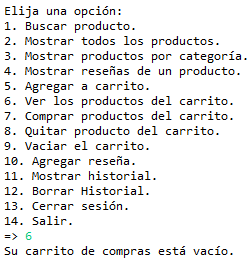 Elija una opción:
1. Buscar producto.
2. Mostrar todos los productos.
3. Mostrar productos por categoría.
4. Mostrar reseñas de un producto.
5. Agregar a carrito.
6. Ver los productos del carrito.
7. Comprar productos del carrito.
8. Quitar producto del carrito.
9. Vaciar el carrito.
10. Agregar reseña.
11. Mostrar historial.
12. Borrar Historial.
13. Cerrar sesión.
14. Salir.
=> 6
Su carrito de compras está vacío.